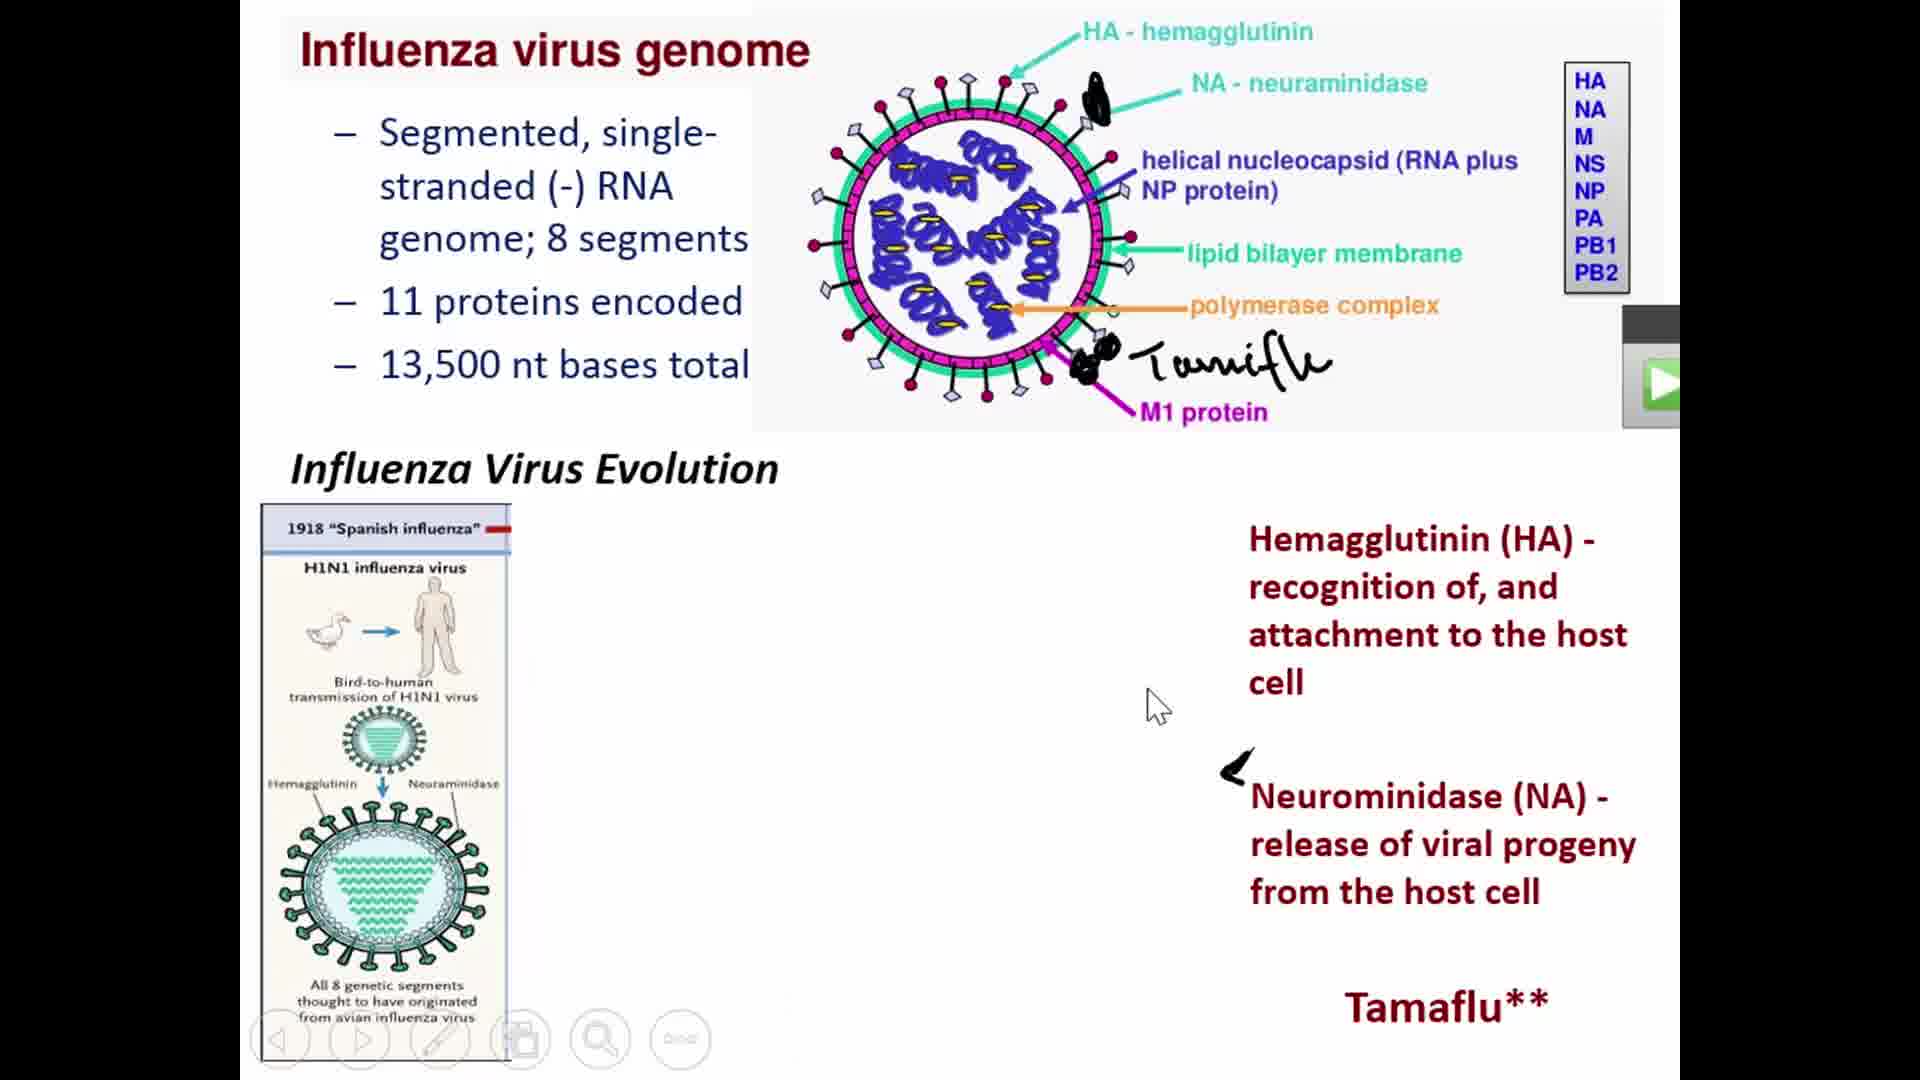 Influenza virus genome
– Segmented, single-
stranded (-) RNA
genome; 8 segments
– 11 proteins encoded
– 13,500 nt bases total
HA - hemagglutinin
NA - neuraminidase
helical nucleocapsid (RNA plus
NP protein)
lipid bilayer membrane
polymerase complex
Tamiflu
M1 protein
HA
NA
M
NS
NP
PA
PB1
PB2
Influenza Virus Evolution
1918 “Spanish influenza”
H1N1 influenza virus
Bird-to-human
transmission of H1N1 virus
Hemagglutinin
Neuraminidase
All 8 genetic segments
thought to have originated
from avian influenza virus
Hemagglutinin (HA) -
recognition of, and
attachment to the host
cell
Neurominidase (NA) -
release of viral progeny
from the host cell
Tamaflu**